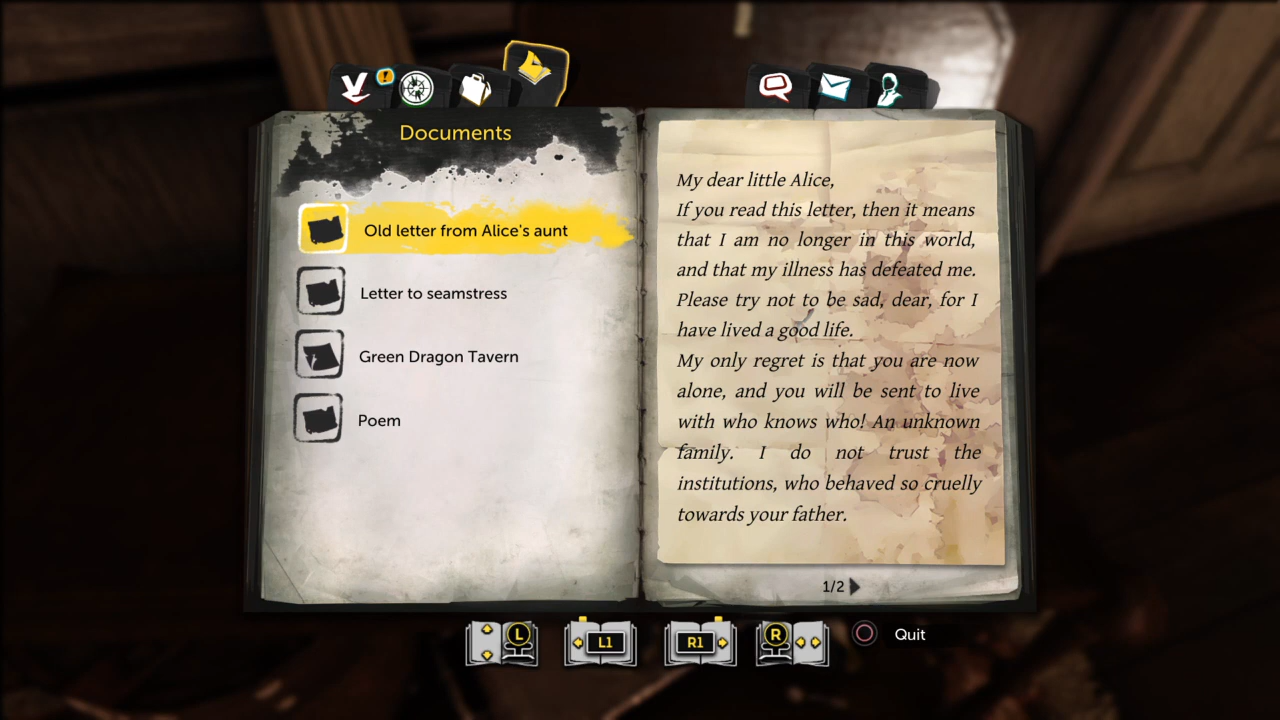 Documents
Old letter from Alice's aunt
Letter to seamstress
Green Dragon Tavern
Poem
My dear little Alice,
If you read this letter, then it means
that I am no longer in this world,
and that my illness has defeated me.
Please try not to be sad, dear, for I
have lived a good life.
My only regret is that you are now
alone, and you will be sent to live
with who knows who! An unknown
family. I do not trust the
institutions, who behaved so cruelly
towards your father.
1/2
L
L1
R1
R
Quit